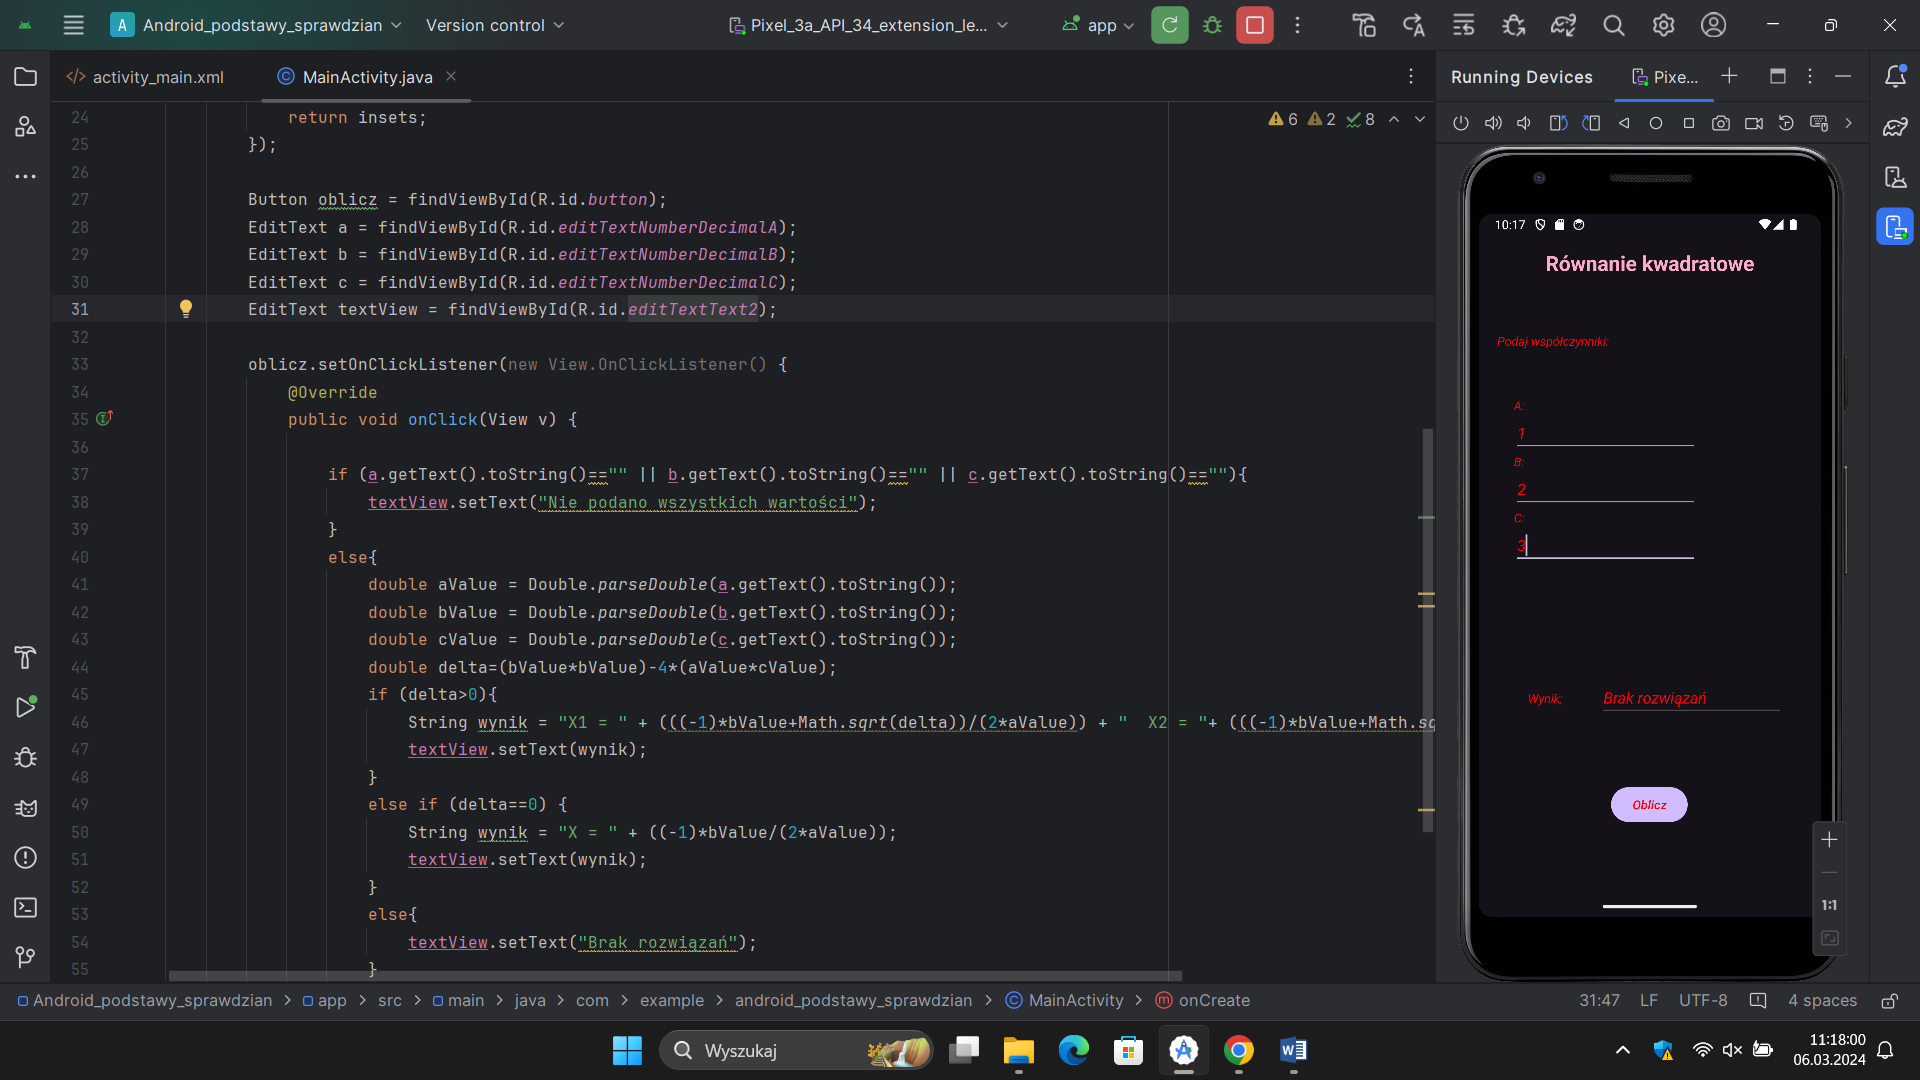 A Android_podstawy_sprawdzian Version control Pixel_3a_API_34_extension_le... app
activity_main.xml MainActivity.java Running Devices Pixe...
24 return insets; 6 2 8
25 });
26
27 Button oblicz = findViewById(R.id.button);
28 EditText a = findViewById(R.id.editTextNumberDecimalA);
29 EditText b = findViewById(R.id.editTextNumberDecimalB);
30 EditText c = findViewById(R.id.editTextNumberDecimalC);
31 EditText textView = findViewById(R.id.editTextText2);
32
33 oblicz.setOnClickListener(new View.OnClickListener() {
34 @Override
35 public void onClick(View v) {
36
37 if (a.getText().toString()=="" || b.getText().toString()=="" || c.getText().toString()==""){
38 textView.setText("Nie podano wszystkich wartości");
39 }
40 else{
41 double aValue = Double.parseDouble(a.getText().toString());
42 double bValue = Double.parseDouble(b.getText().toString());
43 double cValue = Double.parseDouble(c.getText().toString());
44 double delta=(bValue*bValue)-4*(aValue*cValue);
45 if (delta>0){
46 String wynik = "X1 = " + (((-1)*bValue+Math.sqrt(delta))/(2*aValue)) + "  X2 = "+ (((-1)*bValue+Math.sq
47 textView.setText(wynik);
48 }
49 else if (delta==0) {
50 String wynik = "X = " + ((-1)*bValue/(2*aValue));
51 textView.setText(wynik);
52 }
53 else{
54 textView.setText("Brak rozwiązań");
55 }
10:17
Równanie kwadratowe
Podaj współczynniki:
A:
1
B:
2
C:
3
Wynik: Brak rozwiązań
Oblicz
1:1
Android_podstawy_sprawdzian > app > src > main > java > com > example > android_podstawy_sprawdzian > MainActivity > onCreate 31:47 LF UTF-8 4 spaces
Wyszukaj
11:18:00
06.03.2024